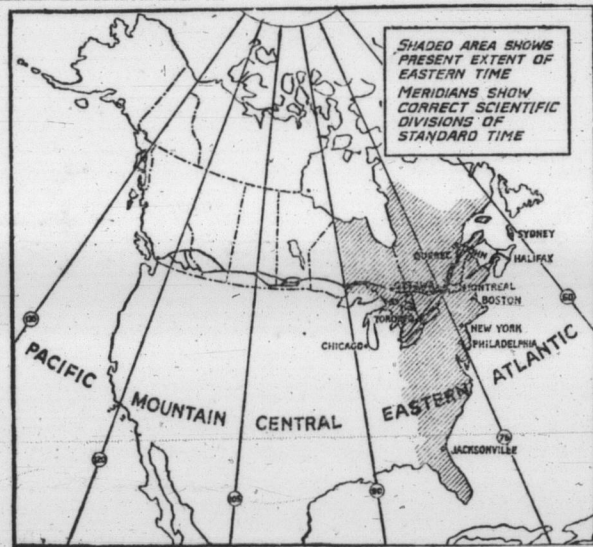 SHADED AREA SHOWS
PRESENT EXTENT OF
EASTERN TIME
MERIDIANS SHOW
CORRECT SCIENTIFIC
DIVISIONS OF
STANDARD TIME
SYDNEY
QUEBEC
HALIFAX
OTTAWA
MONTREAL
BOSTON
60
TORONTO
NEW YORK
CHICAGO
PHILADELPHIA
PACIFIC
ATLANTIC
MOUNTAIN
CENTRAL
EASTERN
75
JACKSONVILLE
120
105
90